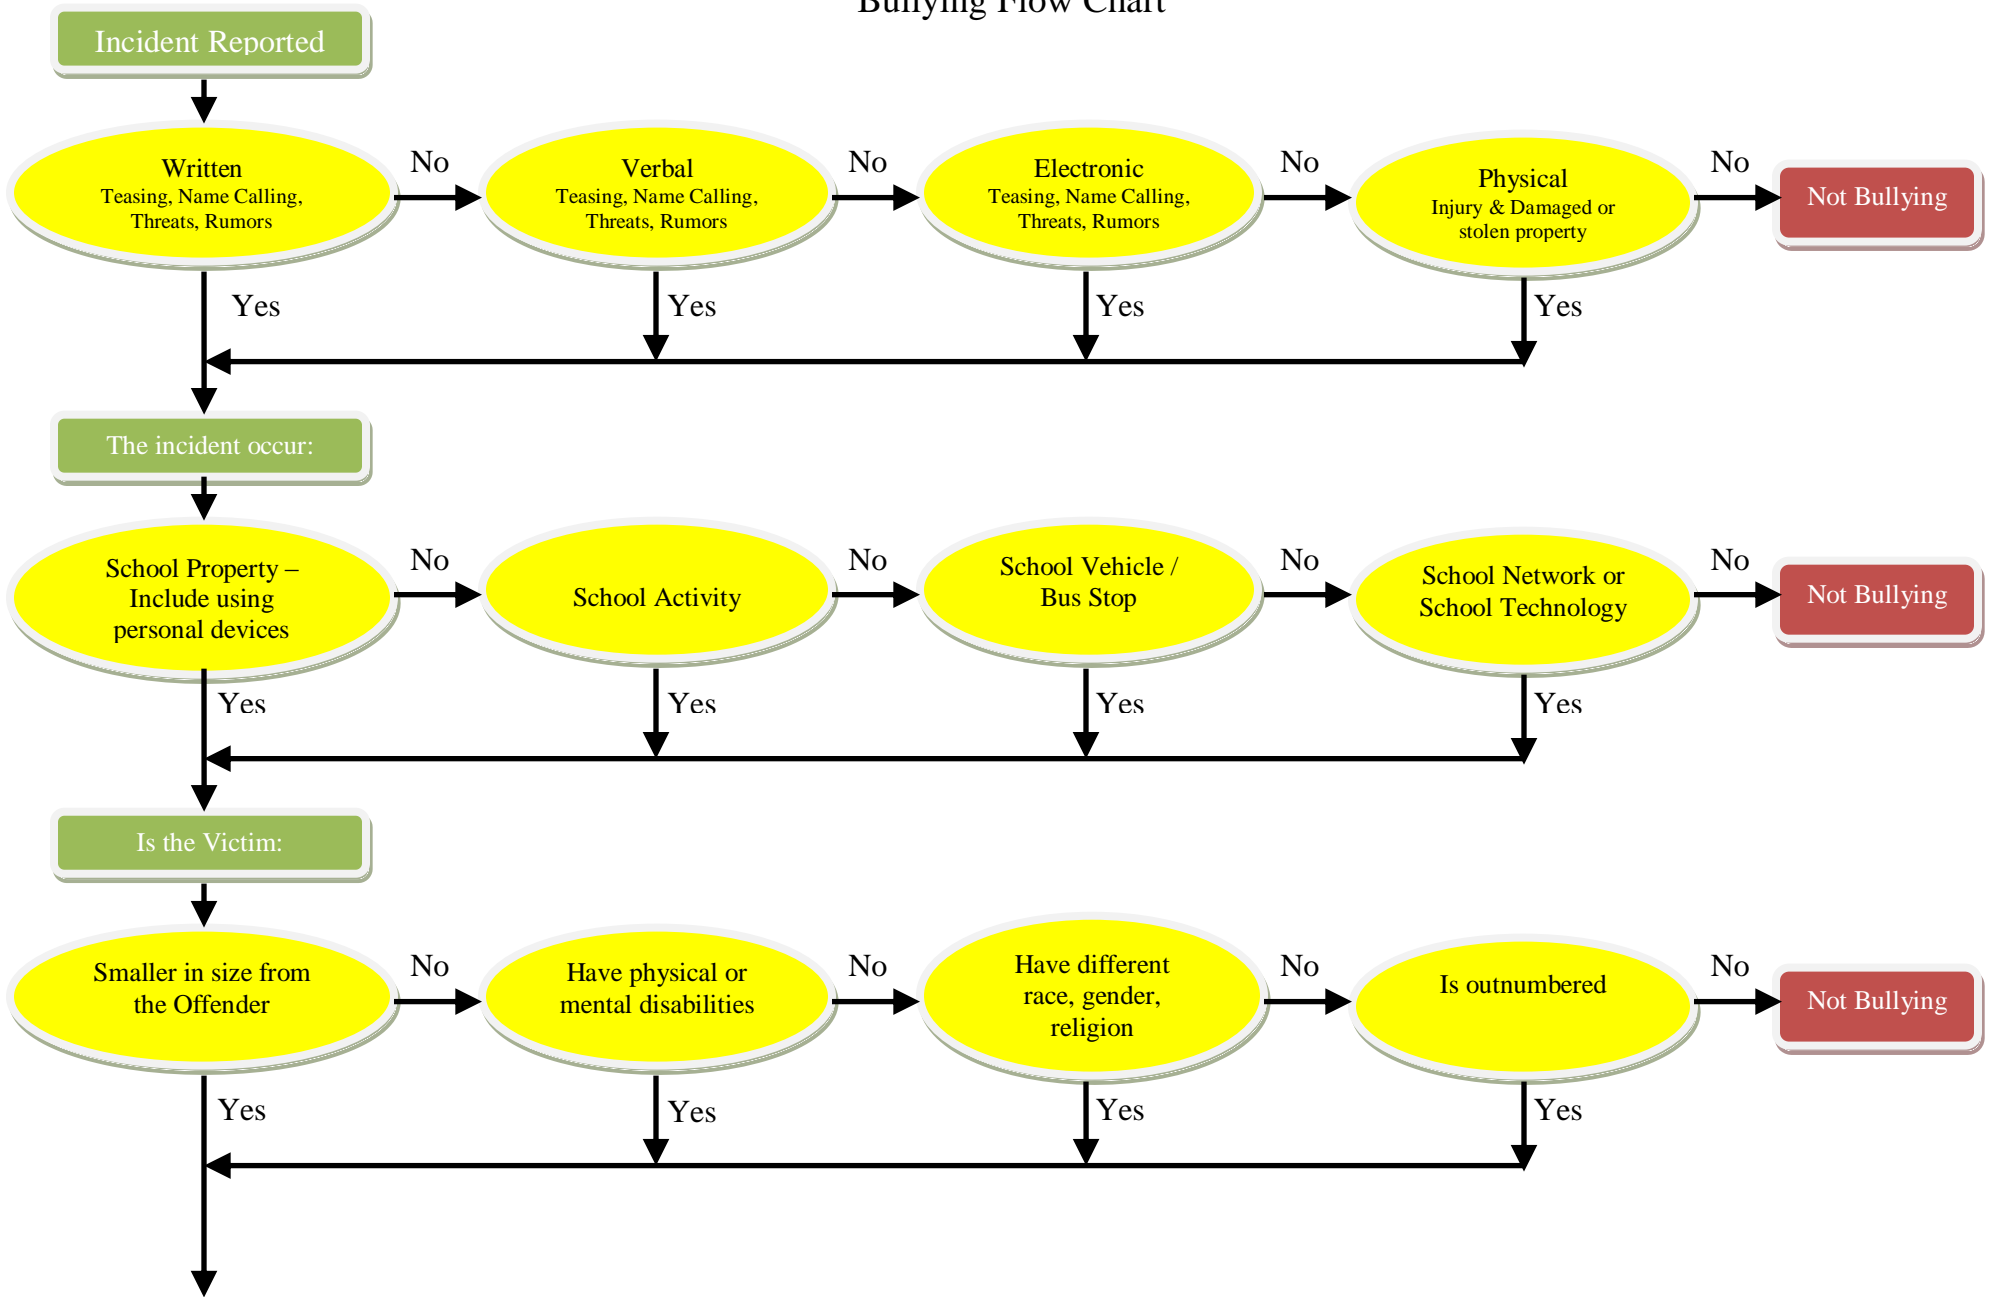 Bullying Flow Chart
Incident Reported
Written
Teasing, Name Calling,
Threats, Rumors
No
Verbal
Teasing, Name Calling,
Threats, Rumors
No
Electronic
Teasing, Name Calling,
Threats, Rumors
No
Physical
Injury & Damaged or
stolen property
No
Not Bullying
Yes
Yes
Yes
Yes
The incident occur:
School Property –
Include using
personal devices
No
School Activity
No
School Vehicle /
Bus Stop
No
School Network or
School Technology
No
Not Bullying
Yes
Yes
Yes
Yes
Is the Victim:
Smaller in size from
the Offender
No
Have physical or
mental disabilities
No
Have different
race, gender,
religion
No
Is outnumbered
No
Not Bullying
Yes
Yes
Yes
Yes